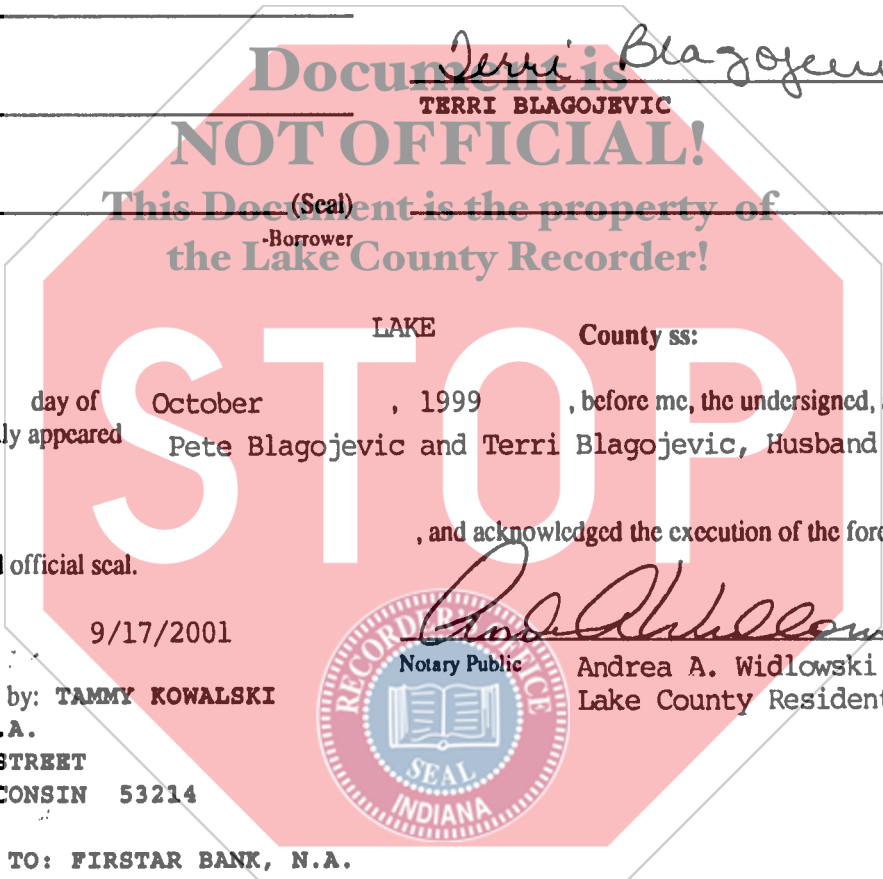 Terri Blagojevic
Document is
TERRI BLAGOJEVIC
NOT OFFICIAL!
This Document is the property of
(Seal)
-Borrower
the Lake County Recorder!
LAKE County ss:
STOP
day of October , 1999 , before me, the undersigned,
ly appeared Pete Blagojevic and Terri Blagojevic, Husband
, and acknowledged the execution of the fore
official seal.
9/17/2001
Notary Public Andrea A. Widlowski
by: TAMMY KOWALSKI Lake County Resident
.A.
STREET
CONSIN 53214
RECORDER'S OFFICE
SEAL
INDIANA
TO: FIRSTAR BANK, N.A.